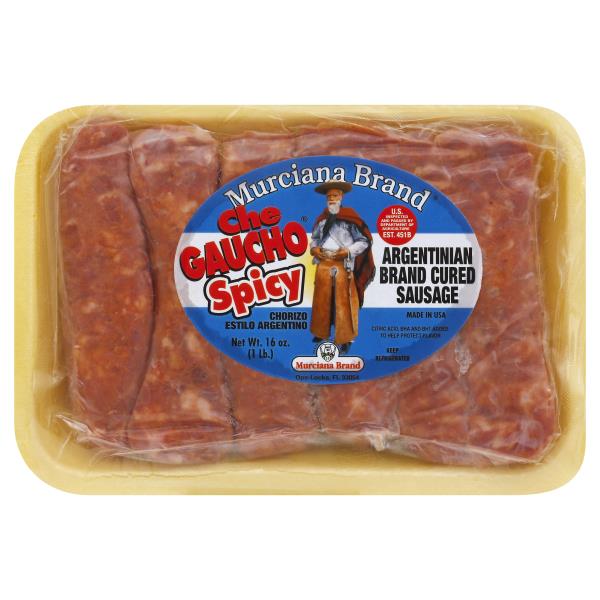 Murciana Brand®
Che
GAUCHO®
Spicy
CHORIZO
ESTILO ARGENTINO
Net Wt. 16 oz.
(1 Lb.)
U.S.
INSPECTED
AND PASSED BY
DEPARTMENT OF
AGRICULTURE
EST. 451B
ARGENTINIAN
BRAND CURED
SAUSAGE
MADE IN USA
CITRIC ACID, BHA AND BHT ADDED
TO HELP PROTECT FLAVOR
KEEP
REFRIGERATED
Murciana Brand
Opa-Locka, FL 33054